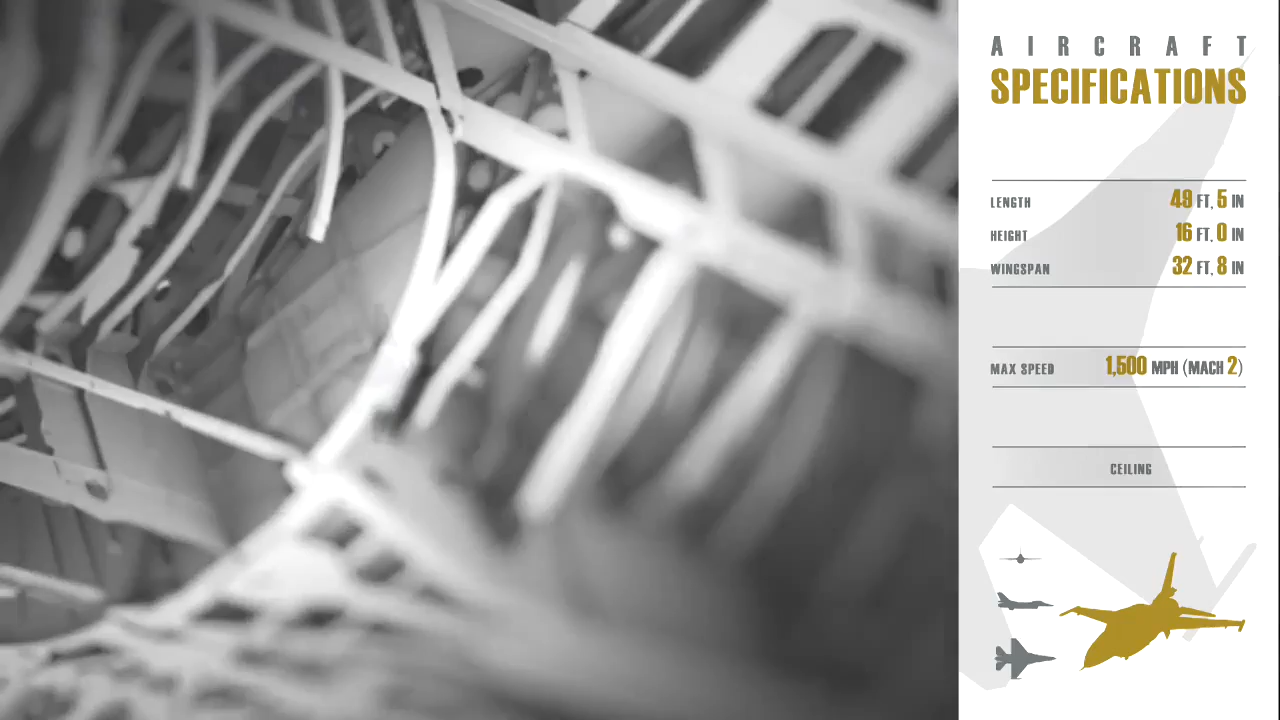 AIRCRAFT
SPECIFICATIONS
LENGTH 49 FT, 5 IN
HEIGHT 16 FT, 0 IN
WINGSPAN 32 FT, 8 IN
MAX SPEED 1,500 MPH (MACH 2)
CEILING